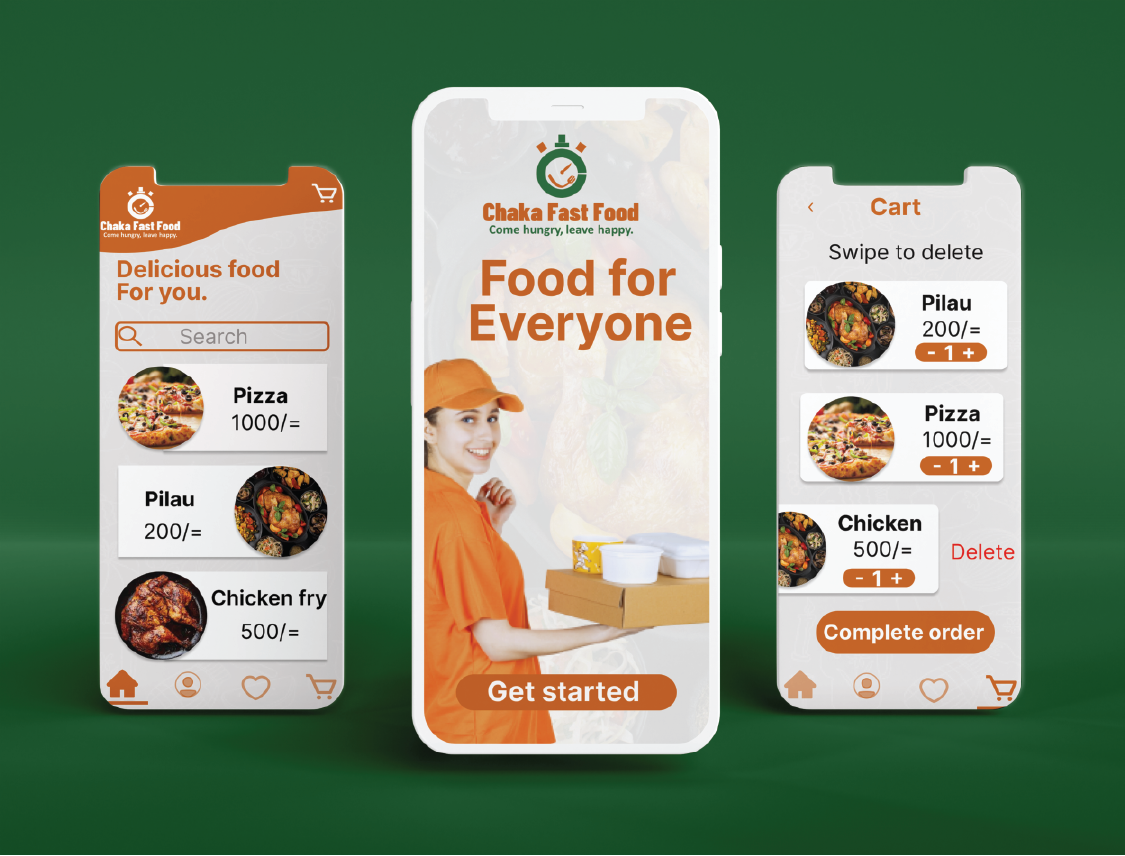 Chaka Fast Food
Come hungry, leave happy.
Delicious food
For you.
Search
Pizza
1000/=
Pilau
200/=
Chicken fry
500/=
Chaka Fast Food
Come hungry, leave happy.
Food for
Everyone
Get started
Cart
Swipe to delete
Pilau
200/=
- 1 +
Pizza
1000/=
- 1 +
Chicken
500/=
- 1 +
Delete
Complete order